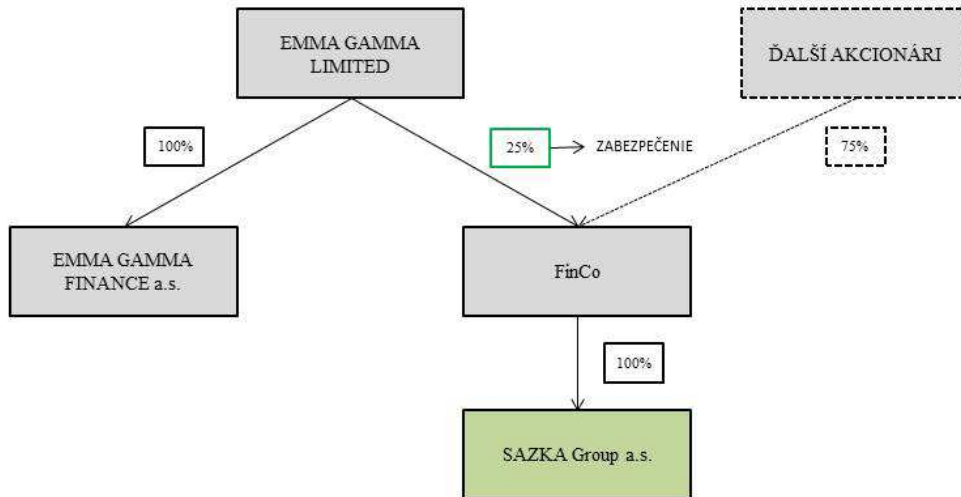 EMMA GAMMA
LIMITED
ĎALŠÍ AKCIONÁRI
100%
25%
ZABEZPEČENIE
75%
EMMA GAMMA
FINANCE a.s.
FinCo
100%
SAZKA Group a.s.